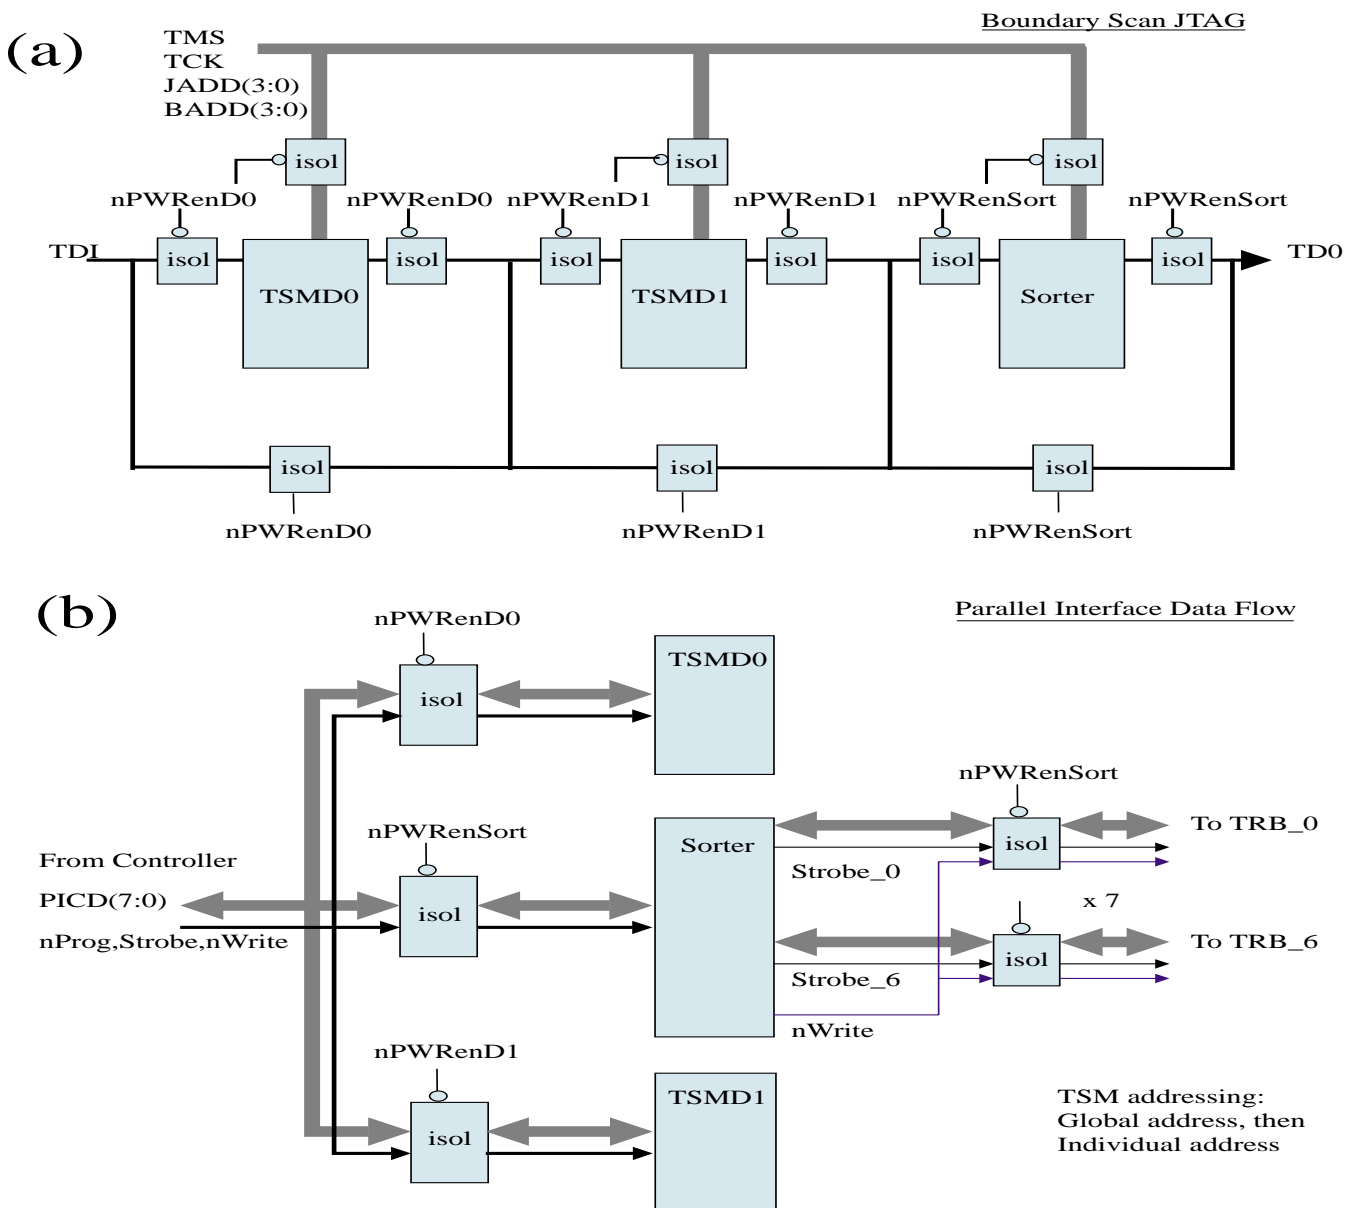 Boundary Scan JTAG
(a)
TMS
TCK
JADD(3:0)
BADD(3:0)
isol
isol
isol
nPWRenD0
nPWRenD0
nPWRenD1
nPWRenD1
nPWRenSort
nPWRenSort
TDI
isol
isol
isol
isol
isol
isol
TD0
TSMD0
TSMD1
Sorter
isol
isol
isol
nPWRenD0
nPWRenD1
nPWRenSort
(b)
Parallel Interface Data Flow
nPWRenD0
TSMD0
isol
nPWRenSort
nPWRenSort
To TRB_0
Sorter
isol
From Controller
Strobe_0
PICD(7:0)
isol
x 7
nProg,Strobe,nWrite
To TRB_6
isol
Strobe_6
nWrite
nPWRenD1
TSMD1
isol
TSM addressing:
Global address, then
Individual address